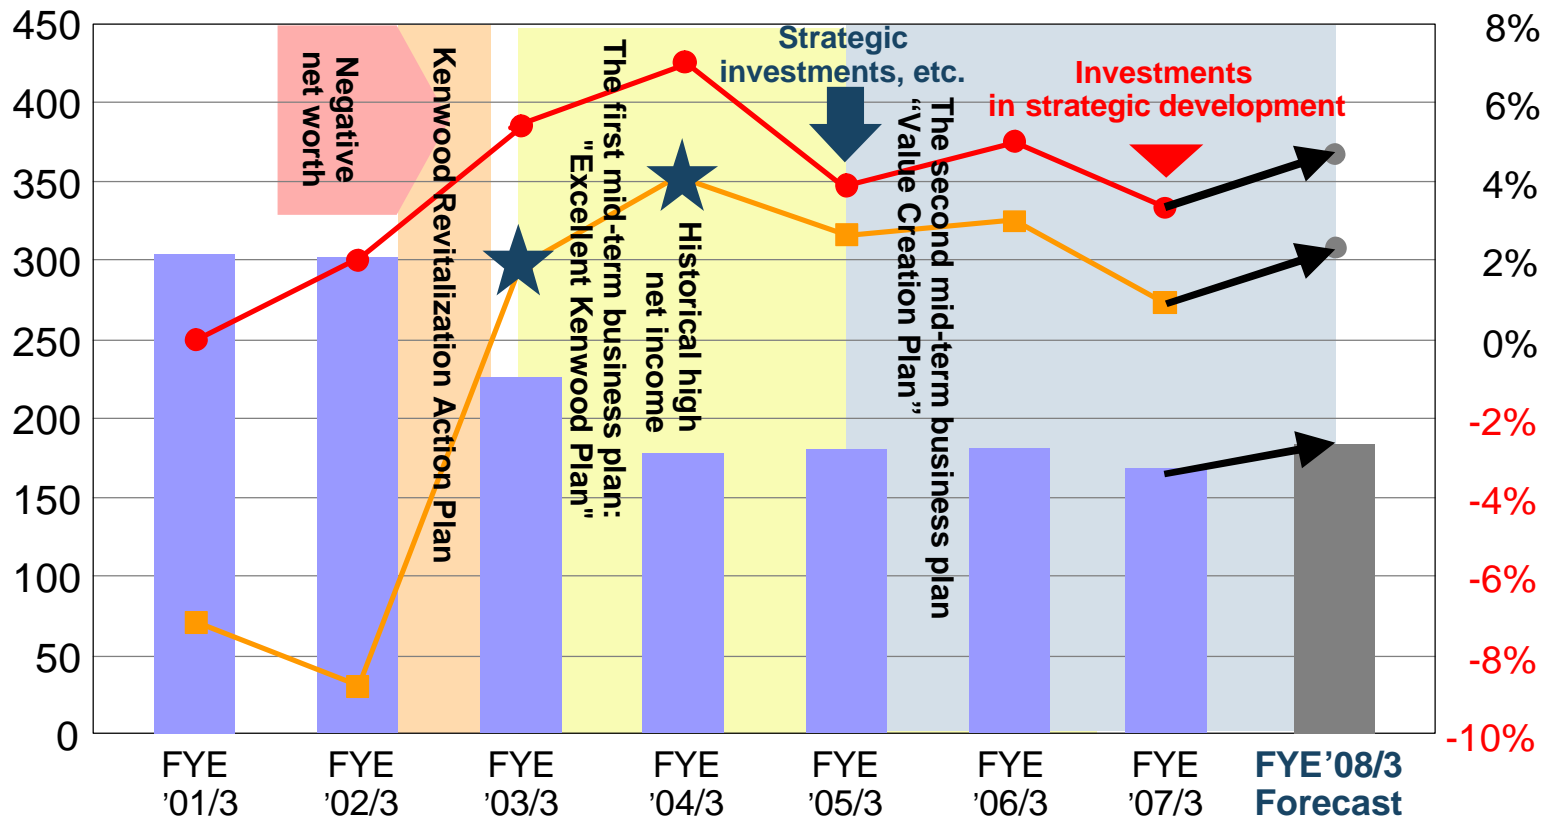 450
400
350
300
250
200
150
100
50
0
8%
6%
4%
2%
0%
-2%
-4%
-6%
-8%
-10%
Negative
net worth
Kenwood Revitalization Action Plan
The first mid-term business plan:
"Excellent Kenwood Plan"
Historical high
net income
Strategic
investments, etc.
The second mid-term business plan
“Value Creation Plan”
Investments
in strategic development
FYE
’01/3
FYE
’02/3
FYE
’03/3
FYE
’04/3
FYE
’05/3
FYE
’06/3
FYE
’07/3
FYE’08/3
Forecast